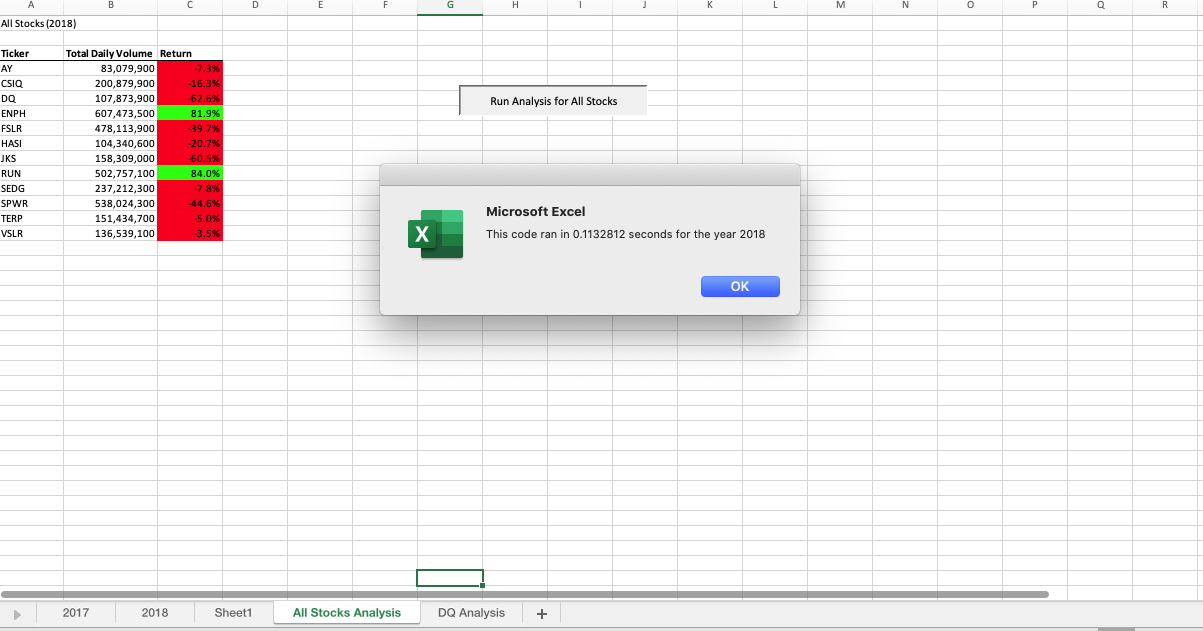 A B C D E F G H I J K L M N O P Q R
All Stocks (2018)
Ticker Total Daily Volume Return
AY 83,079,900 -7.3%
CSIQ 200,879,900 -16.3%
DQ 107,873,900 -62.6%
Run Analysis for All Stocks
ENPH 607,473,500 81.9%
FSLR 478,113,900 -39.7%
HASI 104,340,600 -20.7%
JKS 158,309,000 -60.5%
RUN 502,757,100 84.0%
SEDG 237,212,300 -7.8%
SPWR 538,024,300 -44.6%
TERP 151,434,700 -5.0%
VSLR 136,539,100 -3.5%
X
Microsoft Excel
This code ran in 0.1132812 seconds for the year 2018
OK
2017 2018 Sheet1 All Stocks Analysis DQ Analysis +